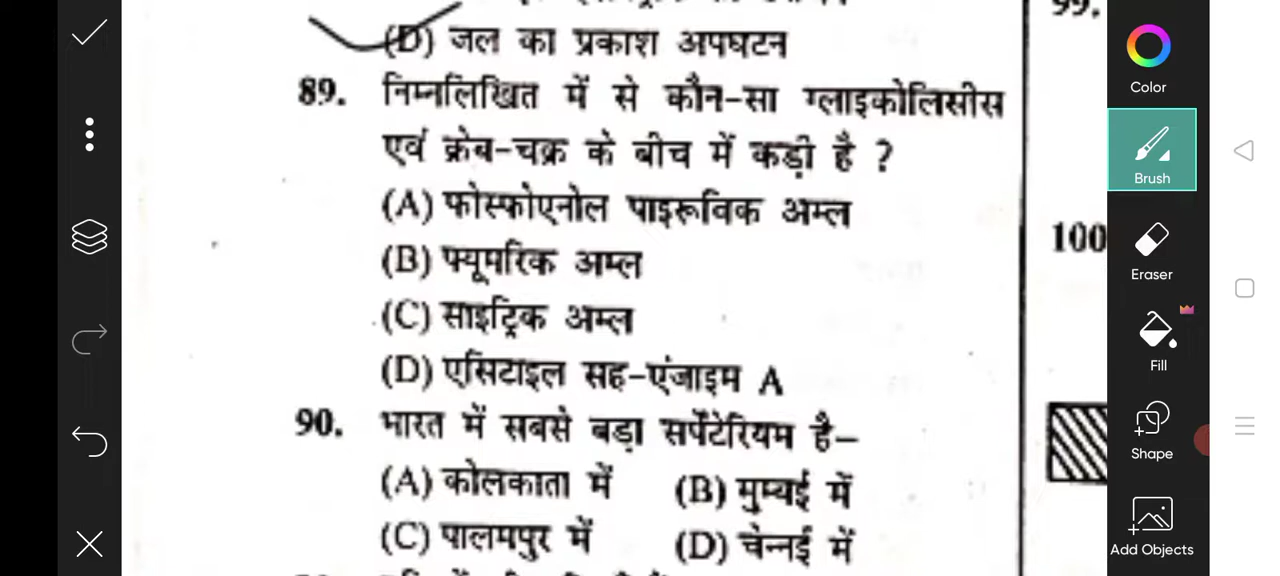 (D) जल का प्रकाश अपघटन
99.
89. निम्नलिखित में से कौन-सा ग्लाइकोलिसीस
एवं क्रेब-चक्र के बीच में कड़ी है ?
(A) फोस्फोएनोल पाइरूविक अम्ल
(B) फ्यूमरिक अम्ल
(C) साइट्रिक अम्ल
(D) एसिटाइल सह-एंजाइम A
90. भारत में सबसे बड़ा सर्पेंटेरियम है-
(A) कोलकाता में (B) मुम्बई में
(C) पालमपुर में (D) चेन्नई में
100
Color
Brush
Eraser
Fill
Shape
Add Objects